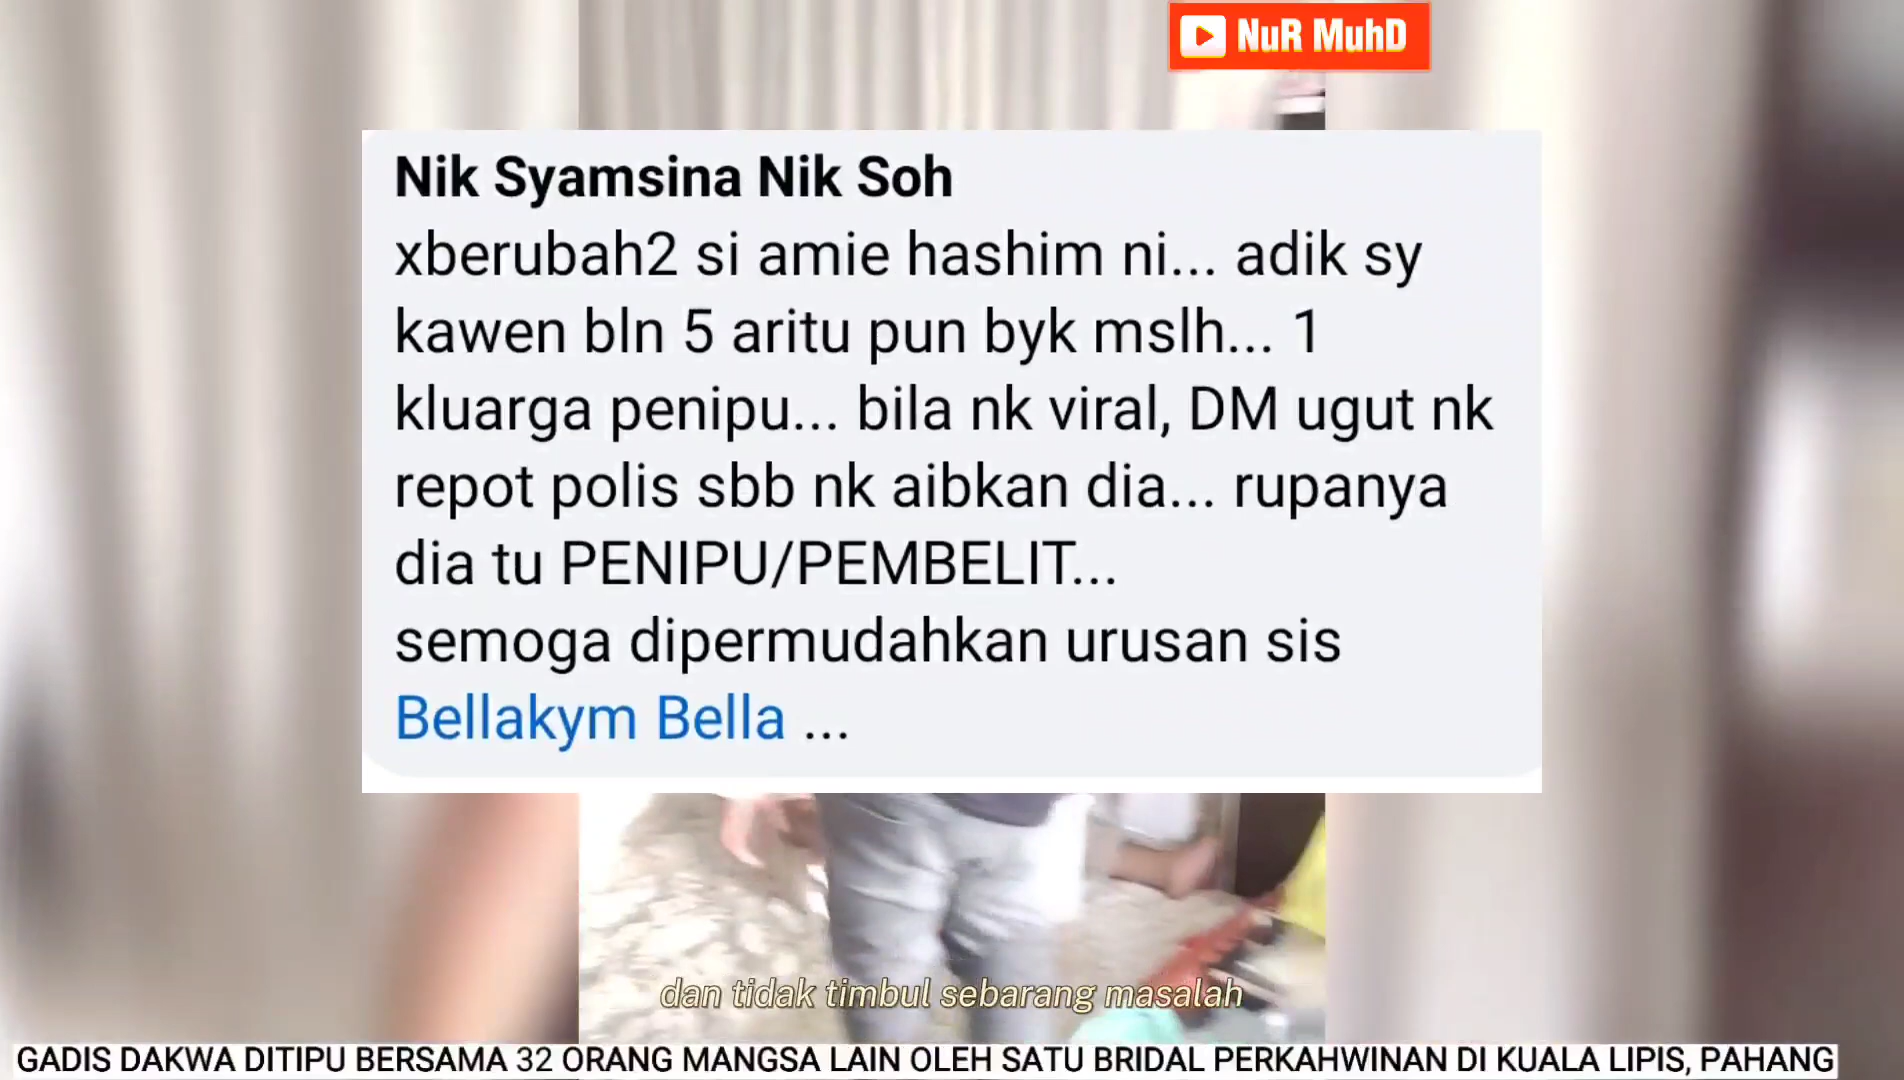 NuR MuhD
Nik Syamsina Nik Soh
xberubah2 si amie hashim ni... adik sy
kawen bln 5 aritu pun byk mslh... 1
kluarga penipu... bila nk viral, DM ugut nk
repot polis sbb nk aibkan dia... rupanya
dia tu PENIPU/PEMBELIT...
semoga dipermudahkan urusan sis
Bellakym Bella ...
dan tidak timbul sebarang masalah
GADIS DAKWA DITIPU BERSAMA 32 ORANG MANGSA LAIN OLEH SATU BRIDAL PERKAHWINAN DI KUALA LIPIS, PAHANG